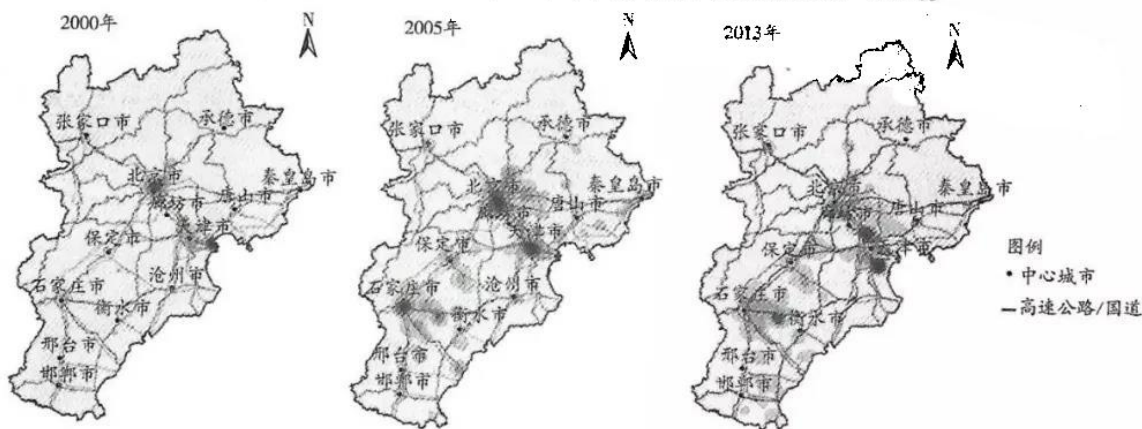 2000年
N
张家口市
承德市
北京市
秦皇岛市
廊坊市
唐山市
天津市
保定市
沧州市
石家庄市
衡水市
邢台市
邯郸市
2005年
N
张家口市
承德市
北京市
秦皇岛市
廊坊
唐山市
天津市
保定市
石家庄市
沧州市
衡水市
邢台市
邯郸市
2013年
N
张家口市
承德市
北京市
秦皇岛市
唐山市
天津市
保定市
石家庄市
衡水市
邢台市
邯郸市
图例
中心城市
高速公路/国道